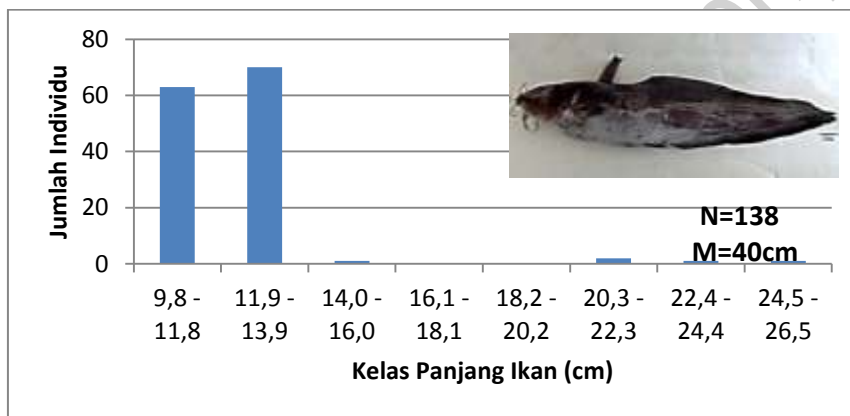 80
60
40
20
0
Jumlah Individu
N=138
M=40cm
9,8 - 11,9 - 14,0 - 16,1 - 18,2 - 20,3 - 22,4 - 24,5 -
11,8 13,9 16,0 18,1 20,2 22,3 24,4 26,5
Kelas Panjang Ikan (cm)